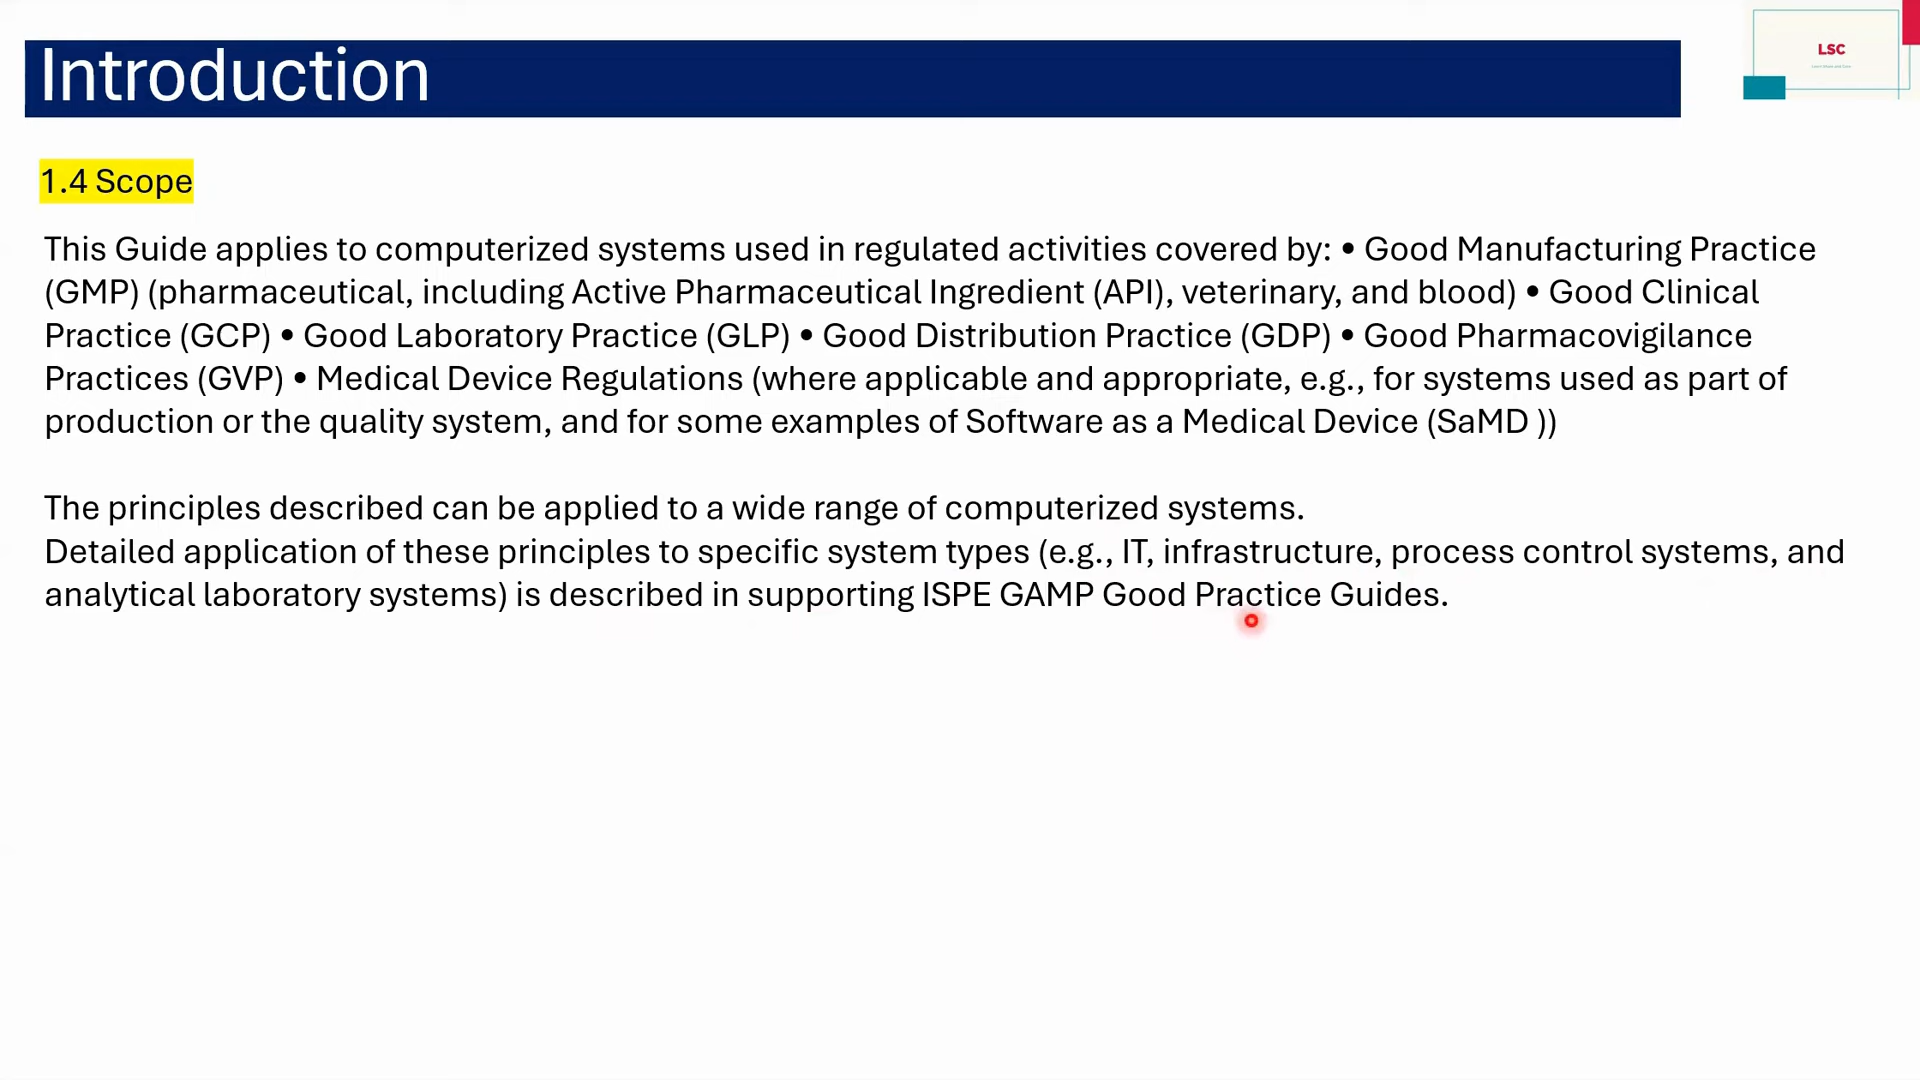 Introduction
LSC
1.4 Scope
This Guide applies to computerized systems used in regulated activities covered by: • Good Manufacturing Practice
(GMP) (pharmaceutical, including Active Pharmaceutical Ingredient (API), veterinary, and blood) • Good Clinical
Practice (GCP) • Good Laboratory Practice (GLP) • Good Distribution Practice (GDP) • Good Pharmacovigilance
Practices (GVP) • Medical Device Regulations (where applicable and appropriate, e.g., for systems used as part of
production or the quality system, and for some examples of Software as a Medical Device (SaMD ))
The principles described can be applied to a wide range of computerized systems.
Detailed application of these principles to specific system types (e.g., IT, infrastructure, process control systems, and
analytical laboratory systems) is described in supporting ISPE GAMP Good Practice Guides.